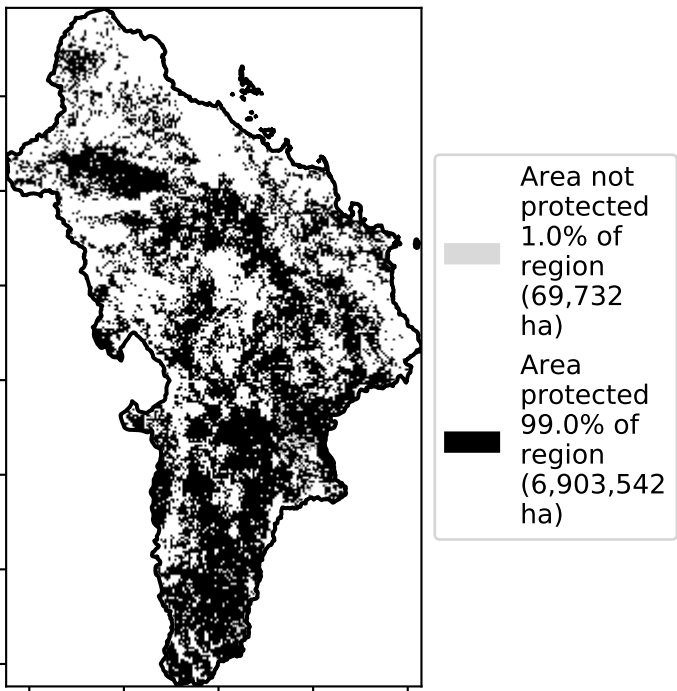 Area not
protected
1.0% of
region
(69,732
ha)
Area
protected
99.0% of
region
(6,903,542
ha)